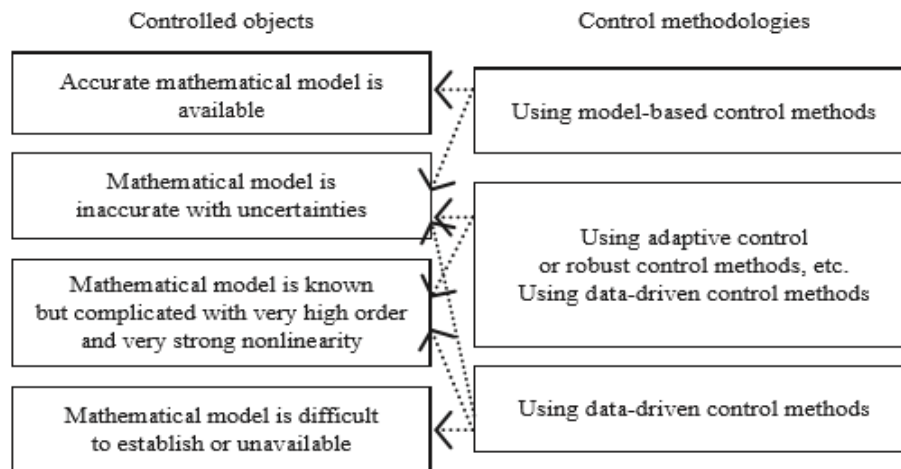 Controlled objects
Control methodologies
Accurate mathematical model is
available
Using model-based control methods
Mathematical model is
inaccurate with uncertainties
Using adaptive control
or robust control methods, etc.
Using data-driven control methods
Mathematical model is known
but complicated with very high order
and very strong nonlinearity
Mathematical model is difficult
to establish or unavailable
Using data-driven control methods